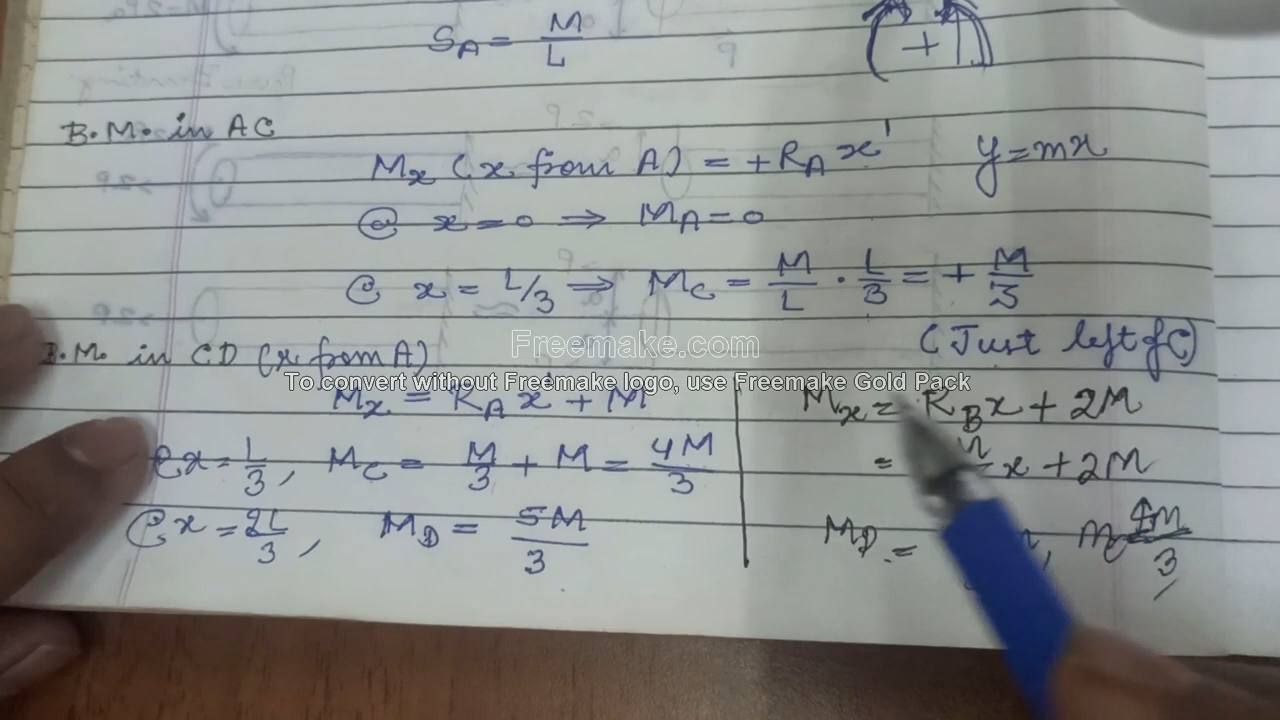 S_A = M/L
(+)
B.M. in AC
M_x (x from A) = +R_A x¹ y=mx
@ x=0 ⇒ M_A=0
@ x = L/3 ⇒ M_C = M/L · L/3 = + M/3
(Just left of C)
B.M. in CD (x from A)
Freemake.com
To convert without Freemake logo, use Freemake Gold Pack
M_x = R_A x¹ + M
@ x = L/3, M_C = M/3 + M = 4M/3
@ x = 2L/3, M_D = 5M/3
M_x = R_B x + 2M
= x + 2M
M_D = , M_C = 4M/3